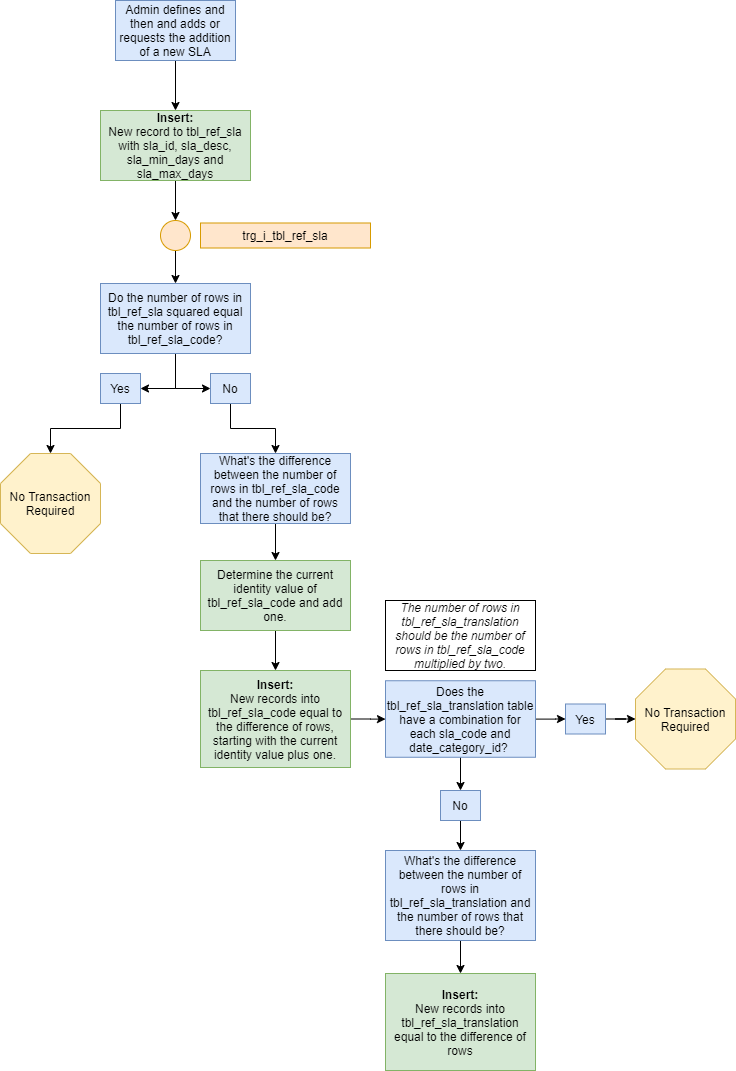 Admin defines and
then and adds or
requests the addition
of a new SLA
Insert:
New record to tbl_ref_sla
with sla_id, sla_desc,
sla_min_days and
sla_max_days
trg_i_tbl_ref_sla
Do the number of rows in
tbl_ref_sla squared equal
the number of rows in
tbl_ref_sla_code?
Yes
No
No Transaction
Required
What's the difference
between the number of
rows in tbl_ref_sla_code
and the number of rows
that there should be?
Determine the current
identity value of
tbl_ref_sla_code and add
one.
Insert:
New records into
tbl_ref_sla_code equal to
the difference of rows,
starting with the current
identity value plus one.
The number of rows in
tbl_ref_sla_translation
should be the number of
rows in tbl_ref_sla_code
multiplied by two.
Does the
tbl_ref_sla_translation table
have a combination for
each sla_code and
date_category_id?
Yes
No Transaction
Required
No
What's the difference
between the number of
rows in
tbl_ref_sla_translation and
the number of rows that
there should be?
Insert:
New records into
tbl_ref_sla_translation
equal to the difference of
rows